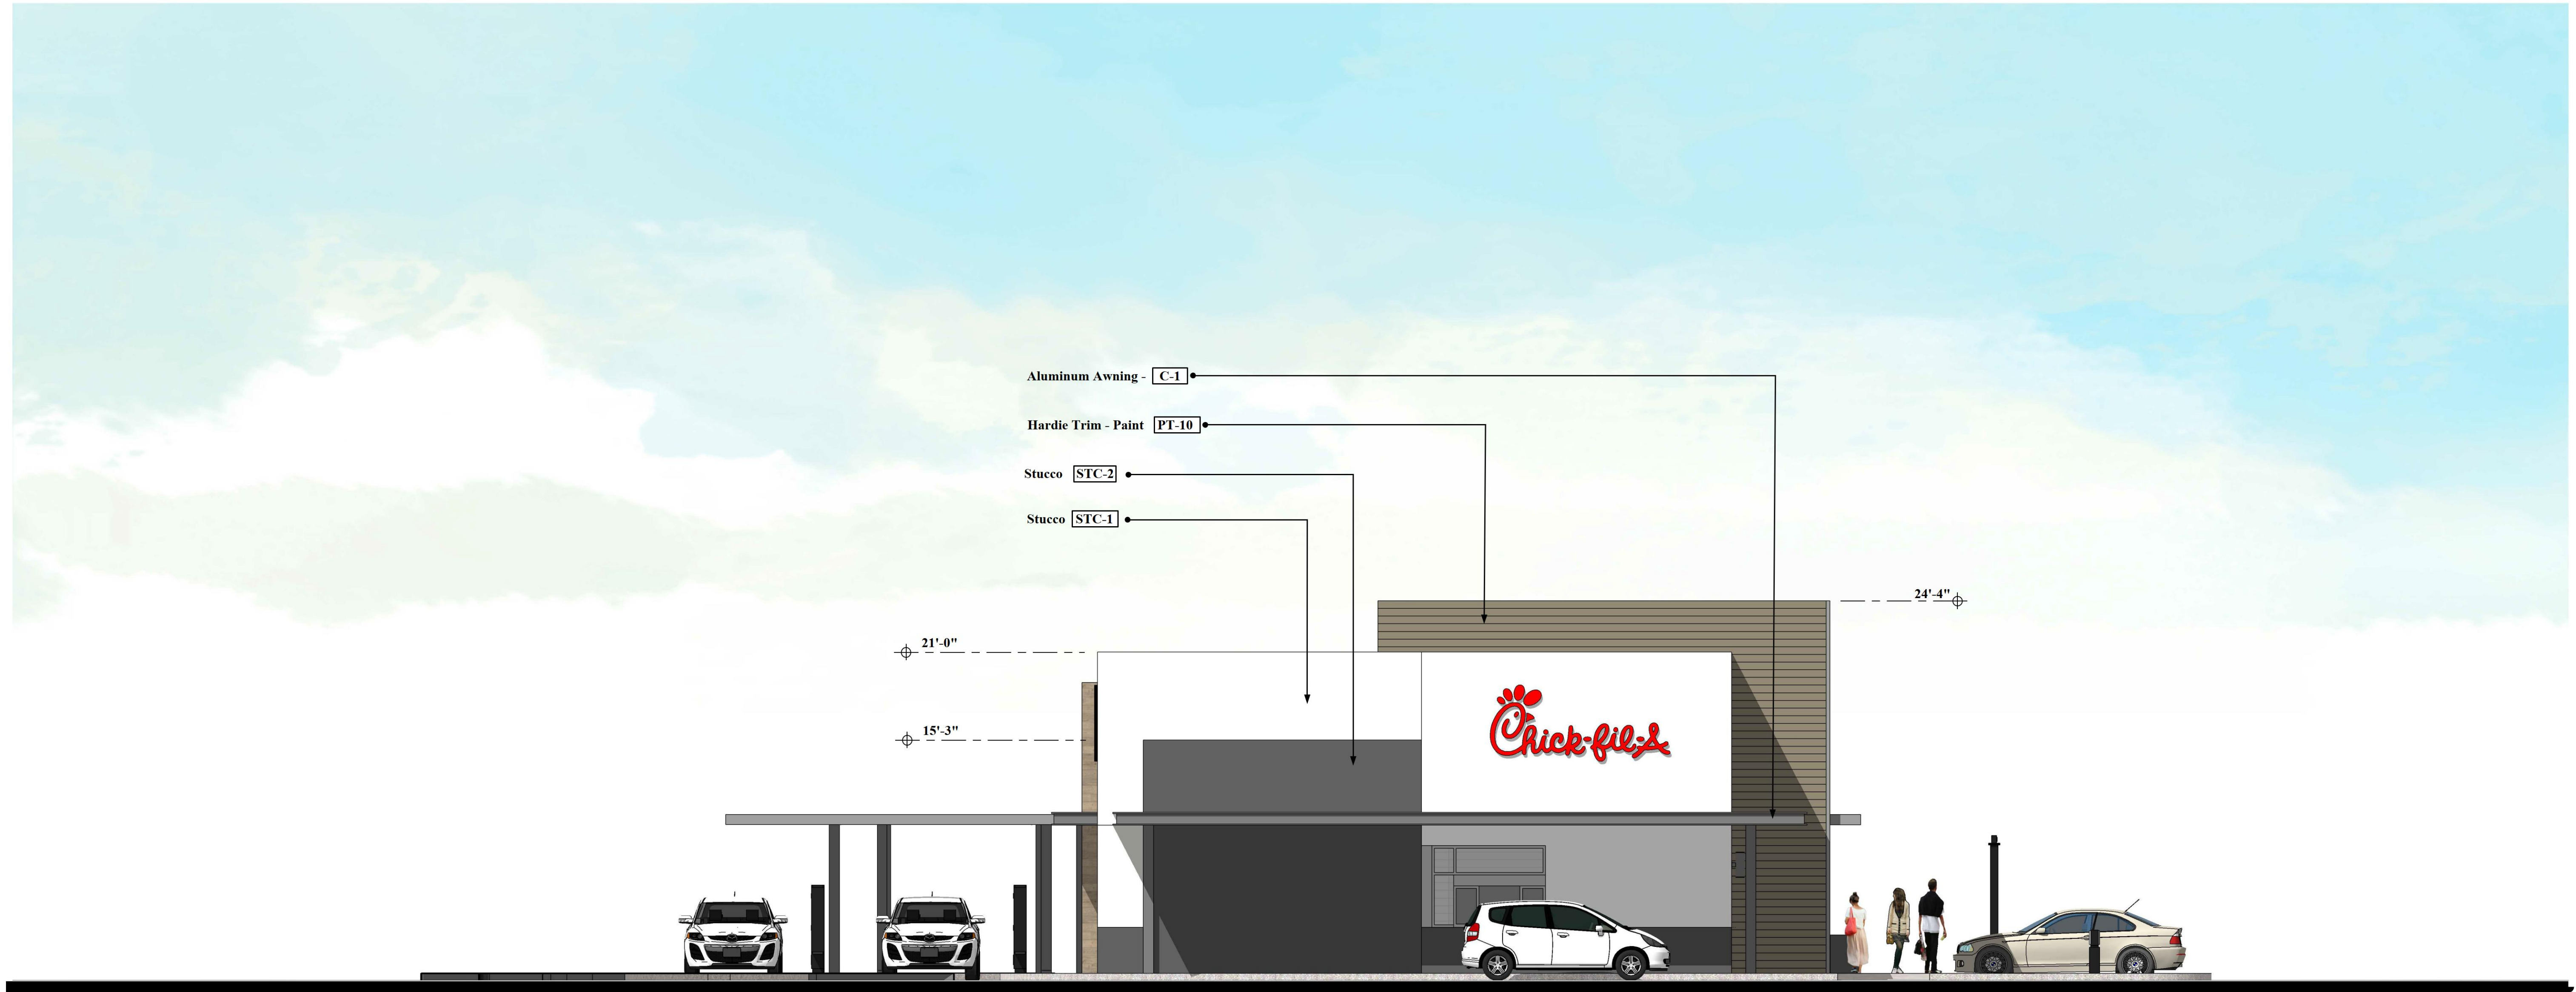 Aluminum Awning - C-1
Hardie Trim - Paint PT-10
Stucco STC-2
Stucco STC-1
24'-4"
21'-0"
15'-3"
Chick-fil-A